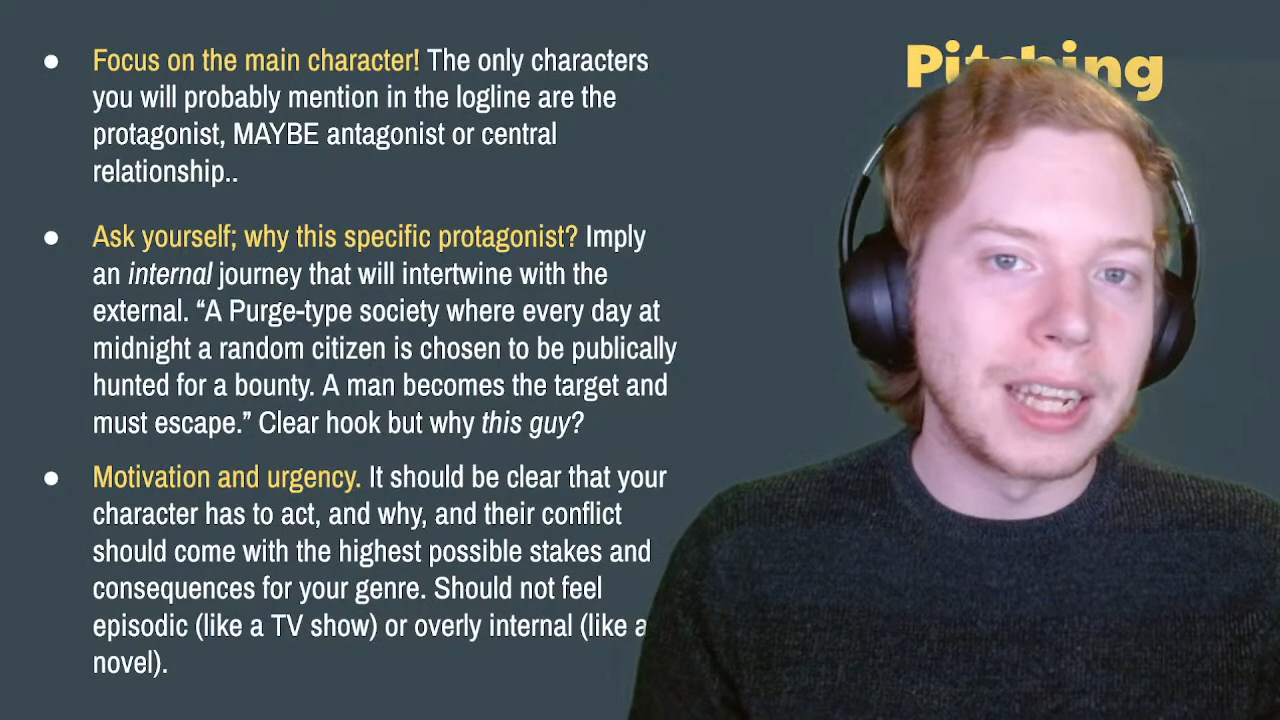 Pitching
● Focus on the main character! The only characters
you will probably mention in the logline are the
protagonist, MAYBE antagonist or central
relationship..
● Ask yourself; why this specific protagonist? Imply
an internal journey that will intertwine with the
external. “A Purge-type society where every day at
midnight a random citizen is chosen to be publically
hunted for a bounty. A man becomes the target and
must escape.” Clear hook but why this guy?
● Motivation and urgency. It should be clear that your
character has to act, and why, and their conflict
should come with the highest possible stakes and
consequences for your genre. Should not feel
episodic (like a TV show) or overly internal (like a
novel).